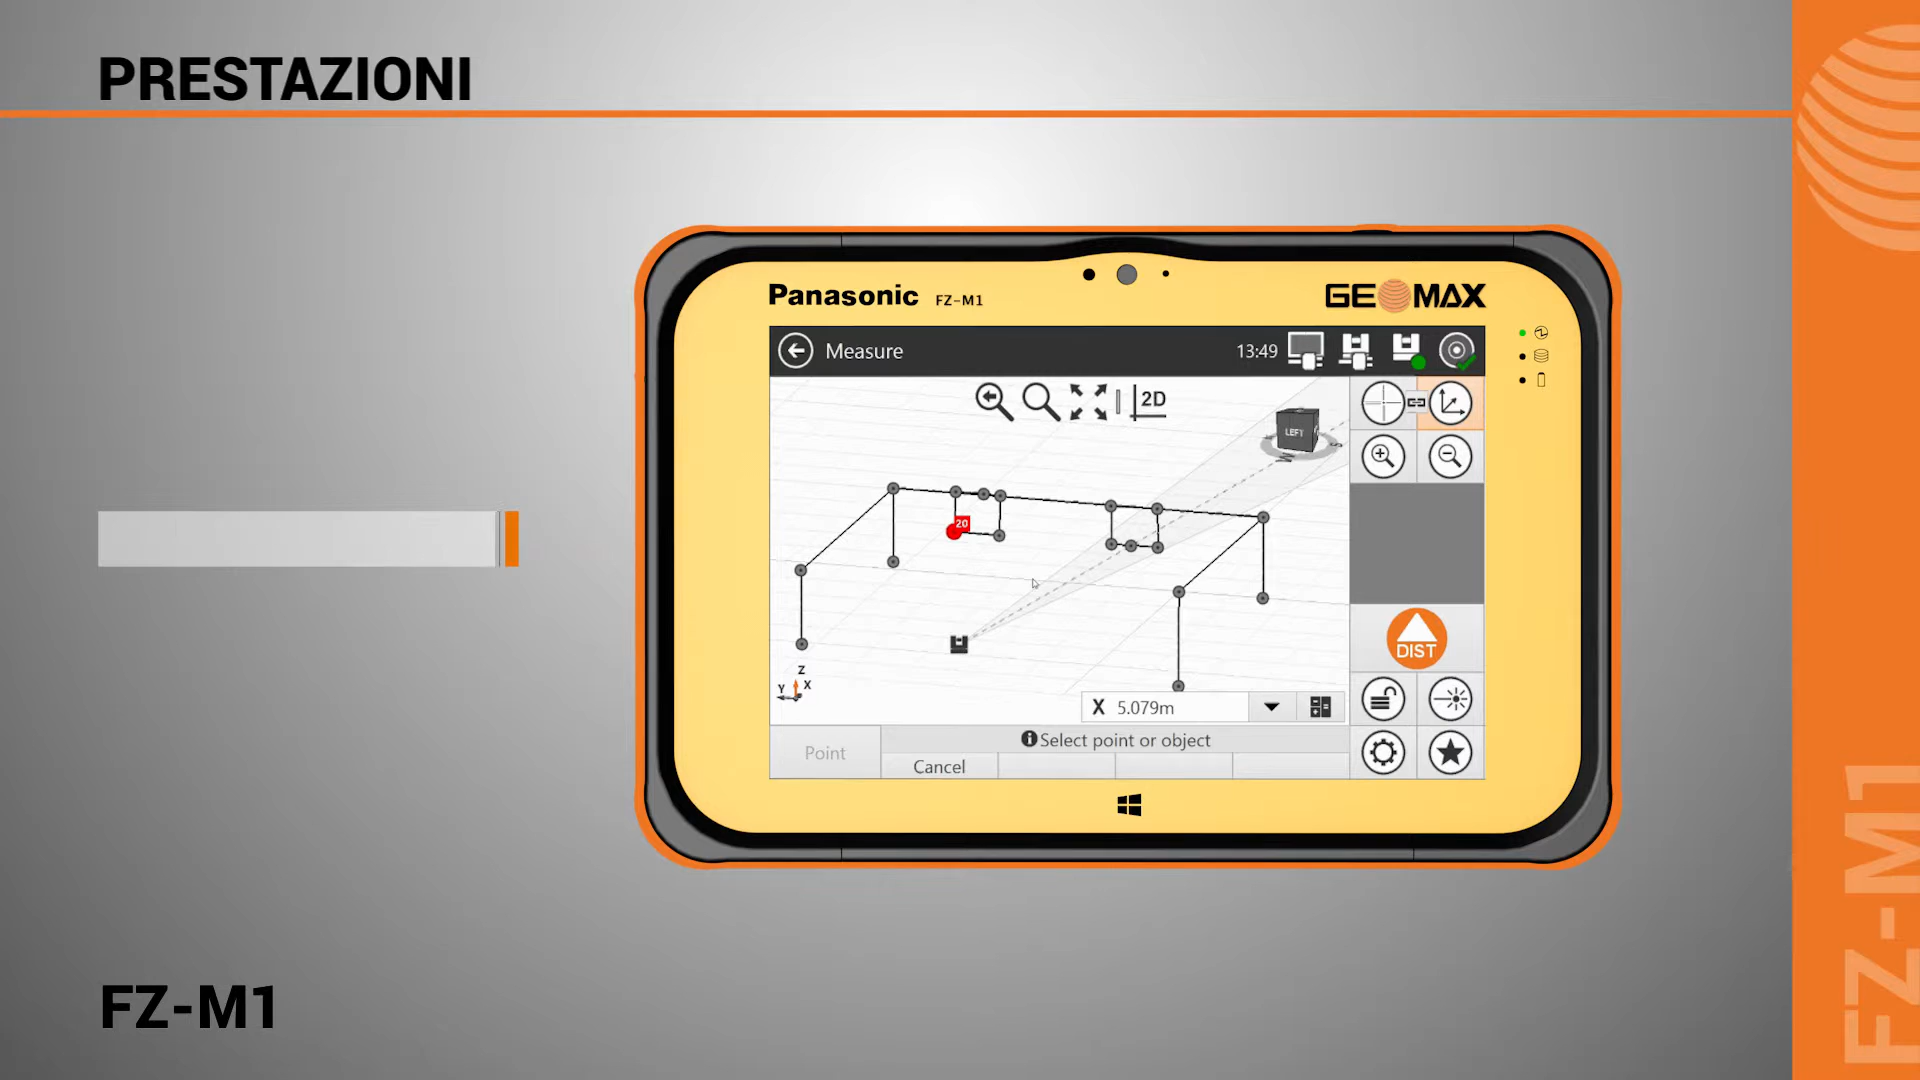 PRESTAZIONI
Panasonic FZ-M1
GEOMAX
Measure
13:49
2D
LEFT
20
DIST
Z
Y X
X 5.079m
Select point or object
Point
Cancel
FZ-M1
FZ-M1